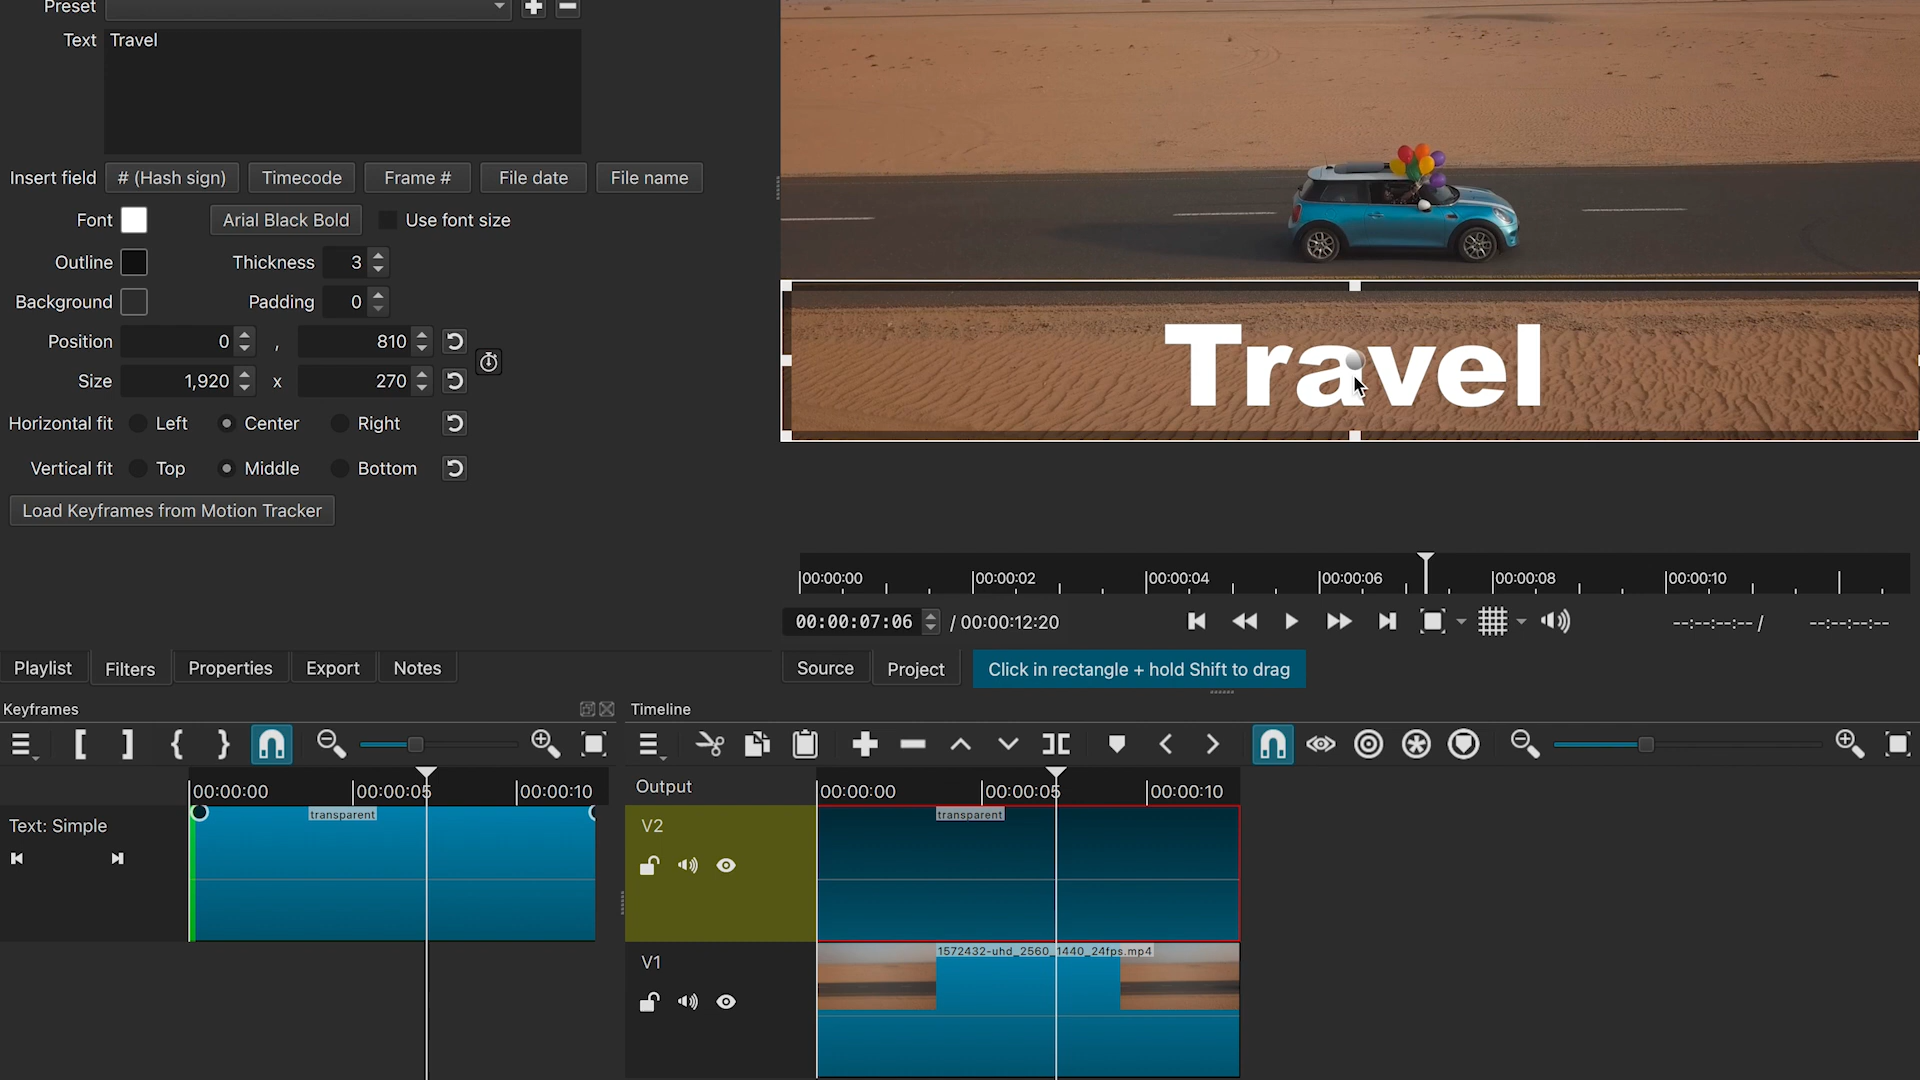 Preset
Text Travel
Insert field # (Hash sign) Timecode Frame # File date File name
Font Arial Black Bold Use font size
Outline Thickness 3
Background Padding 0
Position 0 , 810
Size 1,920 x 270
Horizontal fit Left Center Right
Vertical fit Top Middle Bottom
Load Keyframes from Motion Tracker
Travel
00:00:00 00:00:02 00:00:04 00:00:06 00:00:08 00:00:10
00:00:07:06 / 00:00:12:20 --:--:--:-- / --:--:--:--
Playlist Filters Properties Export Notes
Source Project Click in rectangle + hold Shift to drag
Keyframes
00:00:00 00:00:05 00:00:10
Text: Simple
transparent
Timeline
Output
00:00:00 00:00:05 00:00:10
V2
transparent
V1
1572432-uhd_2560_1440_24fps.mp4